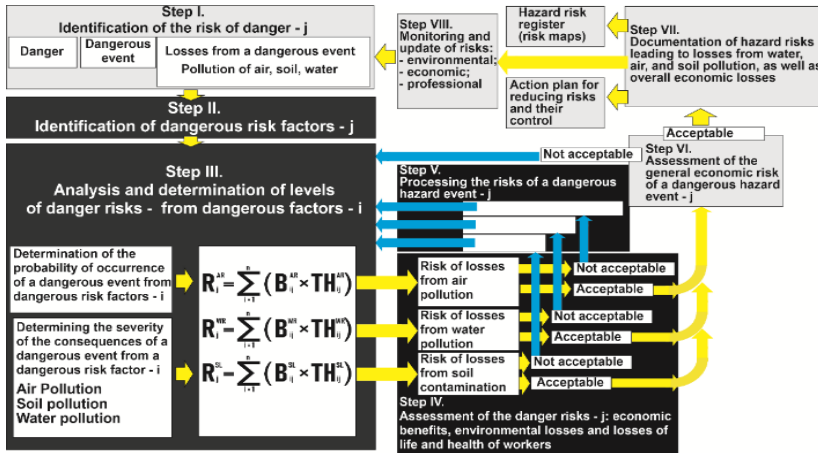 Step I.
Identification of the risk of danger - j
Danger
Dangerous
event
Losses from a dangerous event
Pollution of air, soil, water
Step II.
Identification of dangerous risk factors - j
Step III.
Analysis and determination of levels
of danger risks - from dangerous factors - i
Determination of the
probability of occurrence
of a dangerous event from
dangerous risk factors - i
Determining the severity
of the consequences of a
dangerous event from a
dangerous risk factor - i
Air Pollution
Soil pollution
Water pollution
Step VIII.
Monitoring and
update of risks:
- environmental;
- economic;
- professional
Hazard risk
register
(risk maps)
Action plan for
reducing risks
and their
control
Step VII.
Documentation of hazard risks
leading to losses from water,
air, and soil pollution, as well as
overall economic losses
Acceptable
Not acceptable
Step VI.
Assessment of the
general economic risk
of a dangerous hazard
event - j
Step V.
Processing the risks of a dangerous
hazard event - j
Risk of losses
from air
pollution
Not acceptable
Acceptable
Risk of losses
from water
pollution
Not acceptable
Acceptable
Risk of losses
from soil
contamination
Not acceptable
Acceptable
Step IV.
Assessment of the danger risks - j: economic
benefits, environmental losses and losses of
life and health of workers